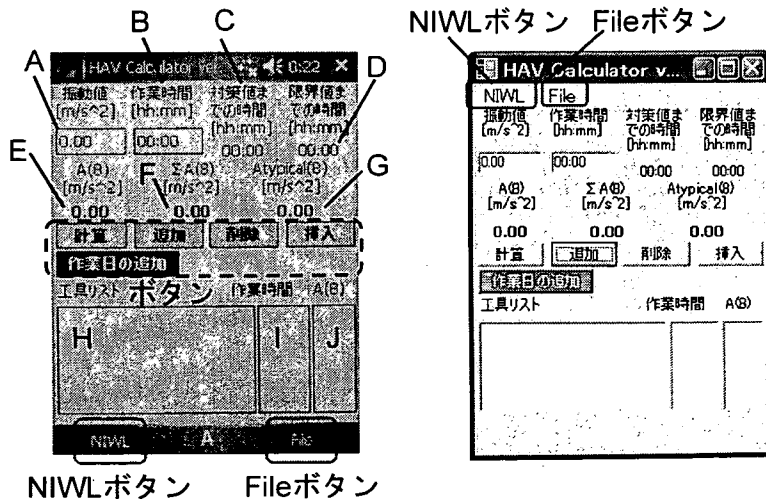 NIWLボタン Fileボタン
A B C D
HAV Calculator 0:22 ×
振動値 作業時間 対策値ま 限界値ま
[m/s^2] [hh:mm] での時間 での時間
[hh:mm] [hh:mm]
0.00 00:00 00:00 00:00
E F G
A(8) ΣA(8) Atypical(8)
[m/s^2] [m/s^2] [m/s^2]
0.00 0.00 0.00
計算 追加 削除 挿入
作業日の追加
ボタン
工具リスト 作業時間 A(8)
H I J
NIWL A File
NIWLボタン Fileボタン
HAV Calculator v...
NIWL File
振動値 作業時間 対策値ま 限界値ま
[m/s^2] [hh:mm] での時間 での時間
[hh:mm] [hh:mm]
0.00 00:00 00:00 00:00
A(8) ΣA(8) Atypical(8)
[m/s^2] [m/s^2] [m/s^2]
0.00 0.00 0.00
計算 追加 削除 挿入
作業日の追加
工具リスト 作業時間 A(8)